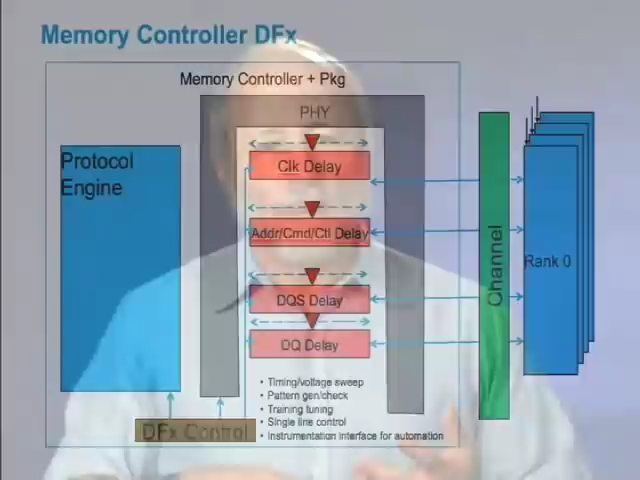 Memory Controller DFx
Memory Controller + Pkg
PHY
Protocol
Engine
Clk Delay
Addr/Cmd/Ctl Delay
DQS Delay
DQ Delay
Channel
Rank 0
• Timing/voltage sweep
• Pattern gen/check
• Training tuning
• Single line control
• Instrumentation interface for automation
DFx Control